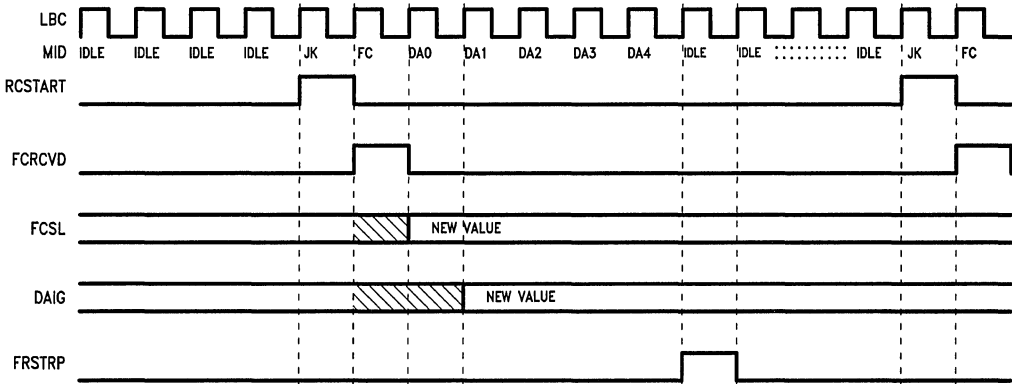 LBC
MID IDLE IDLE IDLE IDLE JK FC DA0 DA1 DA2 DA3 DA4 IDLE IDLE IDLE JK FC
RCSTART
FCRCVD
FCSL NEW VALUE
DAIG NEW VALUE
FRSTRP